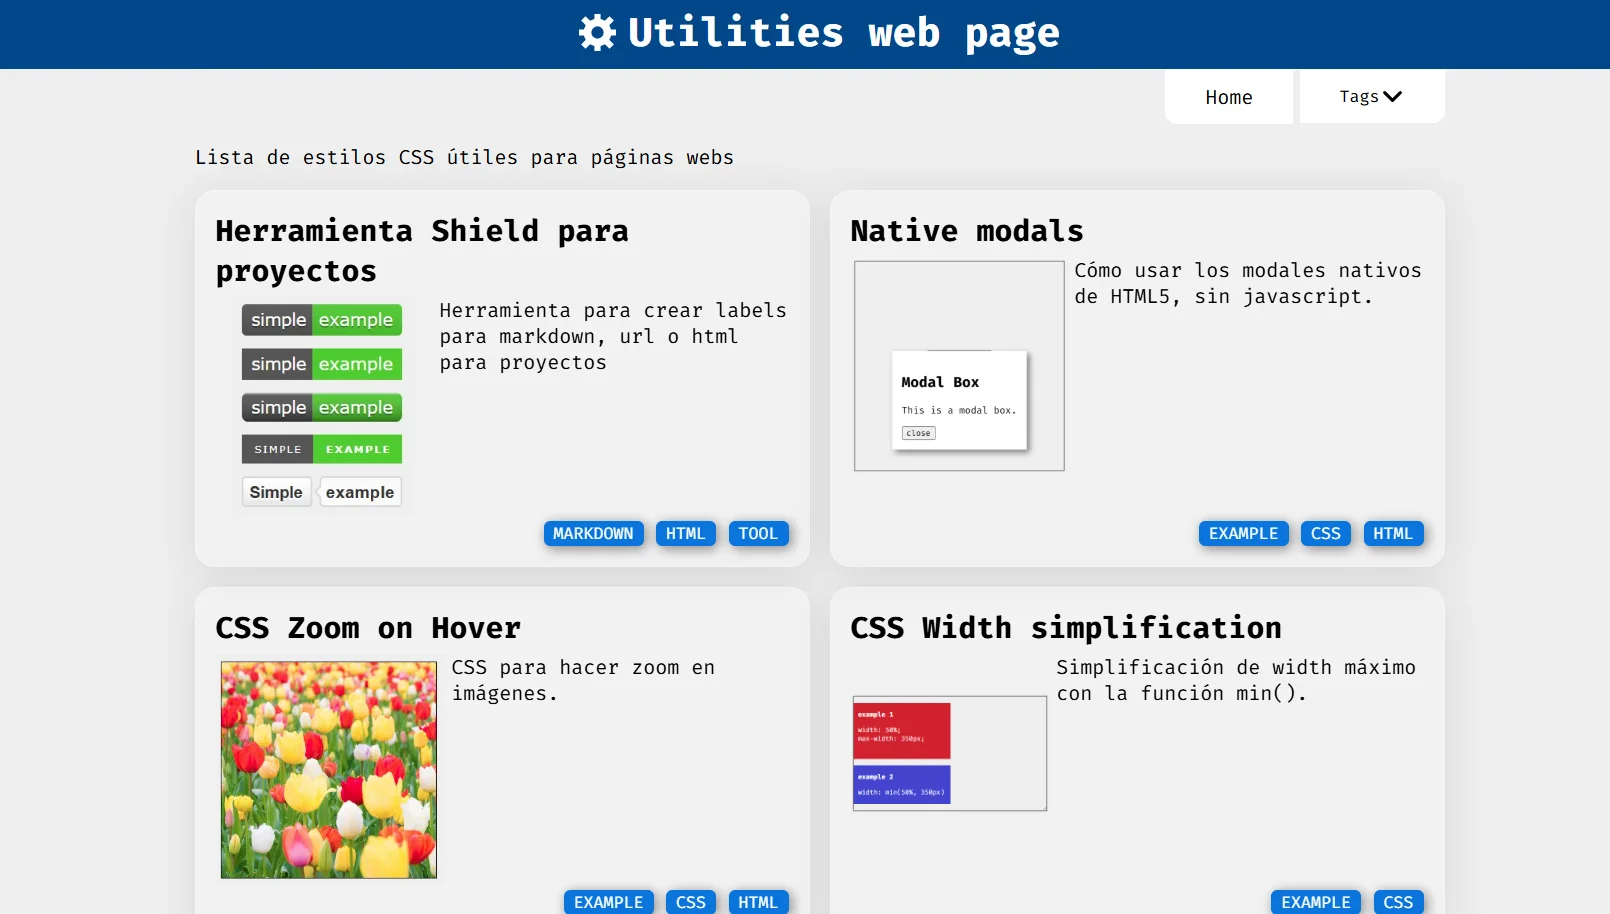 Utilities web page
Home
Tags
Lista de estilos CSS útiles para páginas webs
Herramienta Shield para
proyectos
simple example
simple example
simple example
SIMPLE EXAMPLE
Simple example
Herramienta para crear labels
para markdown, url o html
para proyectos
MARKDOWN HTML TOOL
Native modals
Cómo usar los modales nativos
de HTML5, sin javascript.
Modal Box
This is a modal box.
close
EXAMPLE CSS HTML
CSS Zoom on Hover
CSS para hacer zoom en
imágenes.
EXAMPLE CSS HTML
CSS Width simplification
Simplificación de width máximo
con la función min().
example 1
width: 50%;
max-width: 350px;
example 2
width: min(50%, 350px)
EXAMPLE CSS